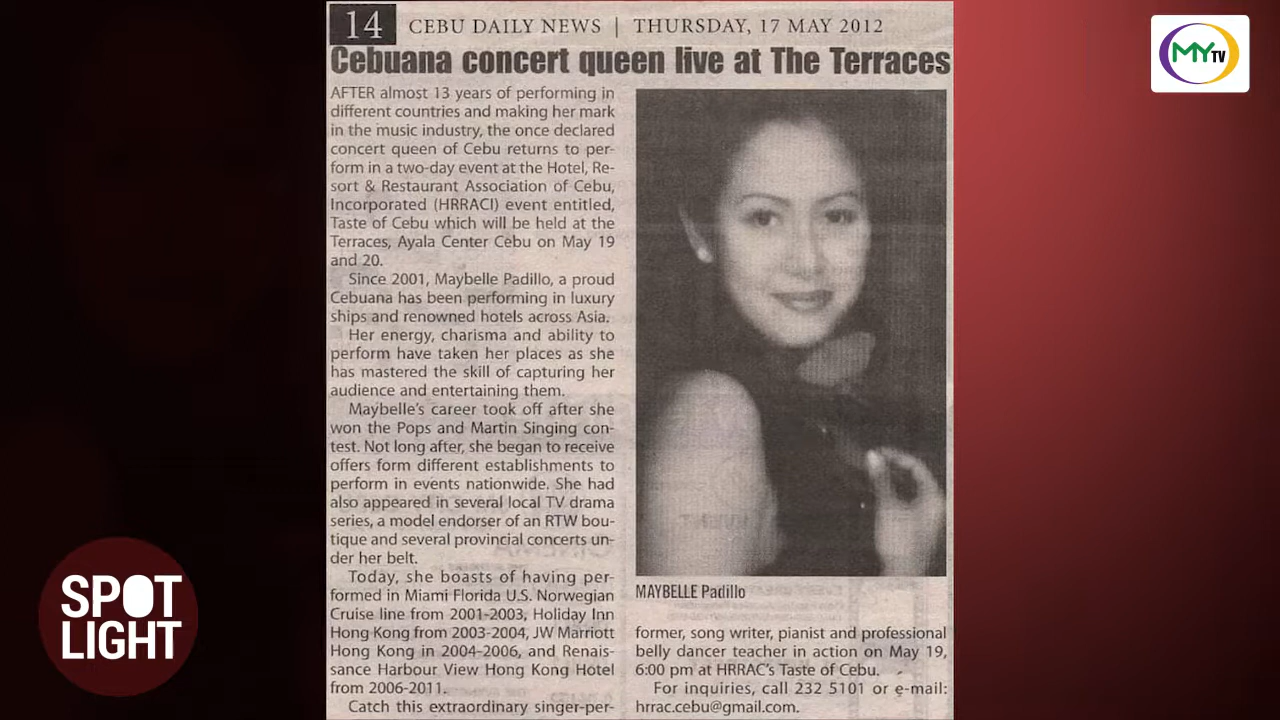 14 CEBU DAILY NEWS | THURSDAY, 17 MAY 2012
Cebuana concert queen live at The Terraces
AFTER almost 13 years of performing in
different countries and making her mark
in the music industry, the once declared
concert queen of Cebu returns to per-
form in a two-day event at the Hotel, Re-
sort & Restaurant Association of Cebu,
Incorporated (HRRACI) event entitled,
Taste of Cebu which will be held at the
Terraces, Ayala Center Cebu on May 19
and 20.
Since 2001, Maybelle Padillo, a proud
Cebuana has been performing in luxury
ships and renowned hotels across Asia.
Her energy, charisma and ability to
perform have taken her places as she
has mastered the skill of capturing her
audience and entertaining them.
Maybelle's career took off after she
won the Pops and Martin Singing con-
test. Not long after, she began to receive
offers form different establishments to
perform in events nationwide. She had
also appeared in several local TV drama
series, a model endorser of an RTW bou-
tique and several provincial concerts un-
der her belt.
Today, she boasts of having per-
formed in Miami Florida U.S. Norwegian
Cruise line from 2001-2003, Holiday Inn
Hong Kong from 2003-2004, JW Marriott
Hong Kong in 2004-2006, and Renais-
sance Harbour View Hong Kong Hotel
from 2006-2011.
Catch this extraordinary singer-per-
MAYBELLE Padillo
former, song writer, pianist and professional
belly dancer teacher in action on May 19,
6:00 pm at HRRAC's Taste of Cebu.
For inquiries, call 232 5101 or e-mail:
hrrac.cebu@gmail.com.
MYTV
SPOT
LIGHT